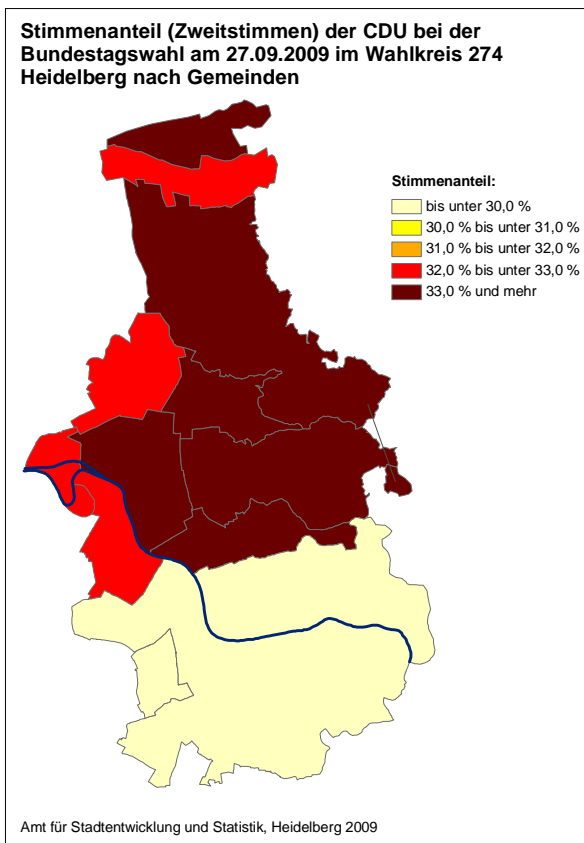 Stimmenanteil (Zweitstimmen) der CDU bei der
Bundestagswahl am 27.09.2009 im Wahlkreis 274
Heidelberg nach Gemeinden
Stimmenanteil:
bis unter 30,0 %
30,0 % bis unter 31,0 %
31,0 % bis unter 32,0 %
32,0 % bis unter 33,0 %
33,0 % und mehr
Amt für Stadtentwicklung und Statistik, Heidelberg 2009